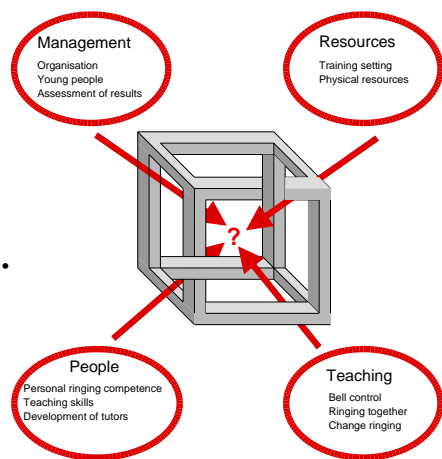 Management
Organisation
Young people
Assessment of results
Resources
Training setting
Physical resources
?
People
Personal ringing competence
Teaching skills
Development of tutors
Teaching
Bell control
Ringing together
Change ringing